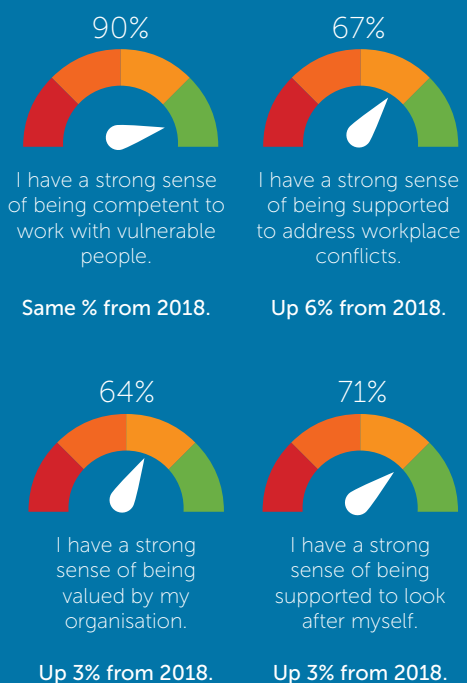 90%
I have a strong sense
of being competent to
work with vulnerable
people.
Same % from 2018.
67%
I have a strong sense
of being supported
to address workplace
conflicts.
Up 6% from 2018.
64%
I have a strong
sense of being
valued by my
organisation.
Up 3% from 2018.
71%
I have a strong
sense of being
supported to look
after myself.
Up 3% from 2018.